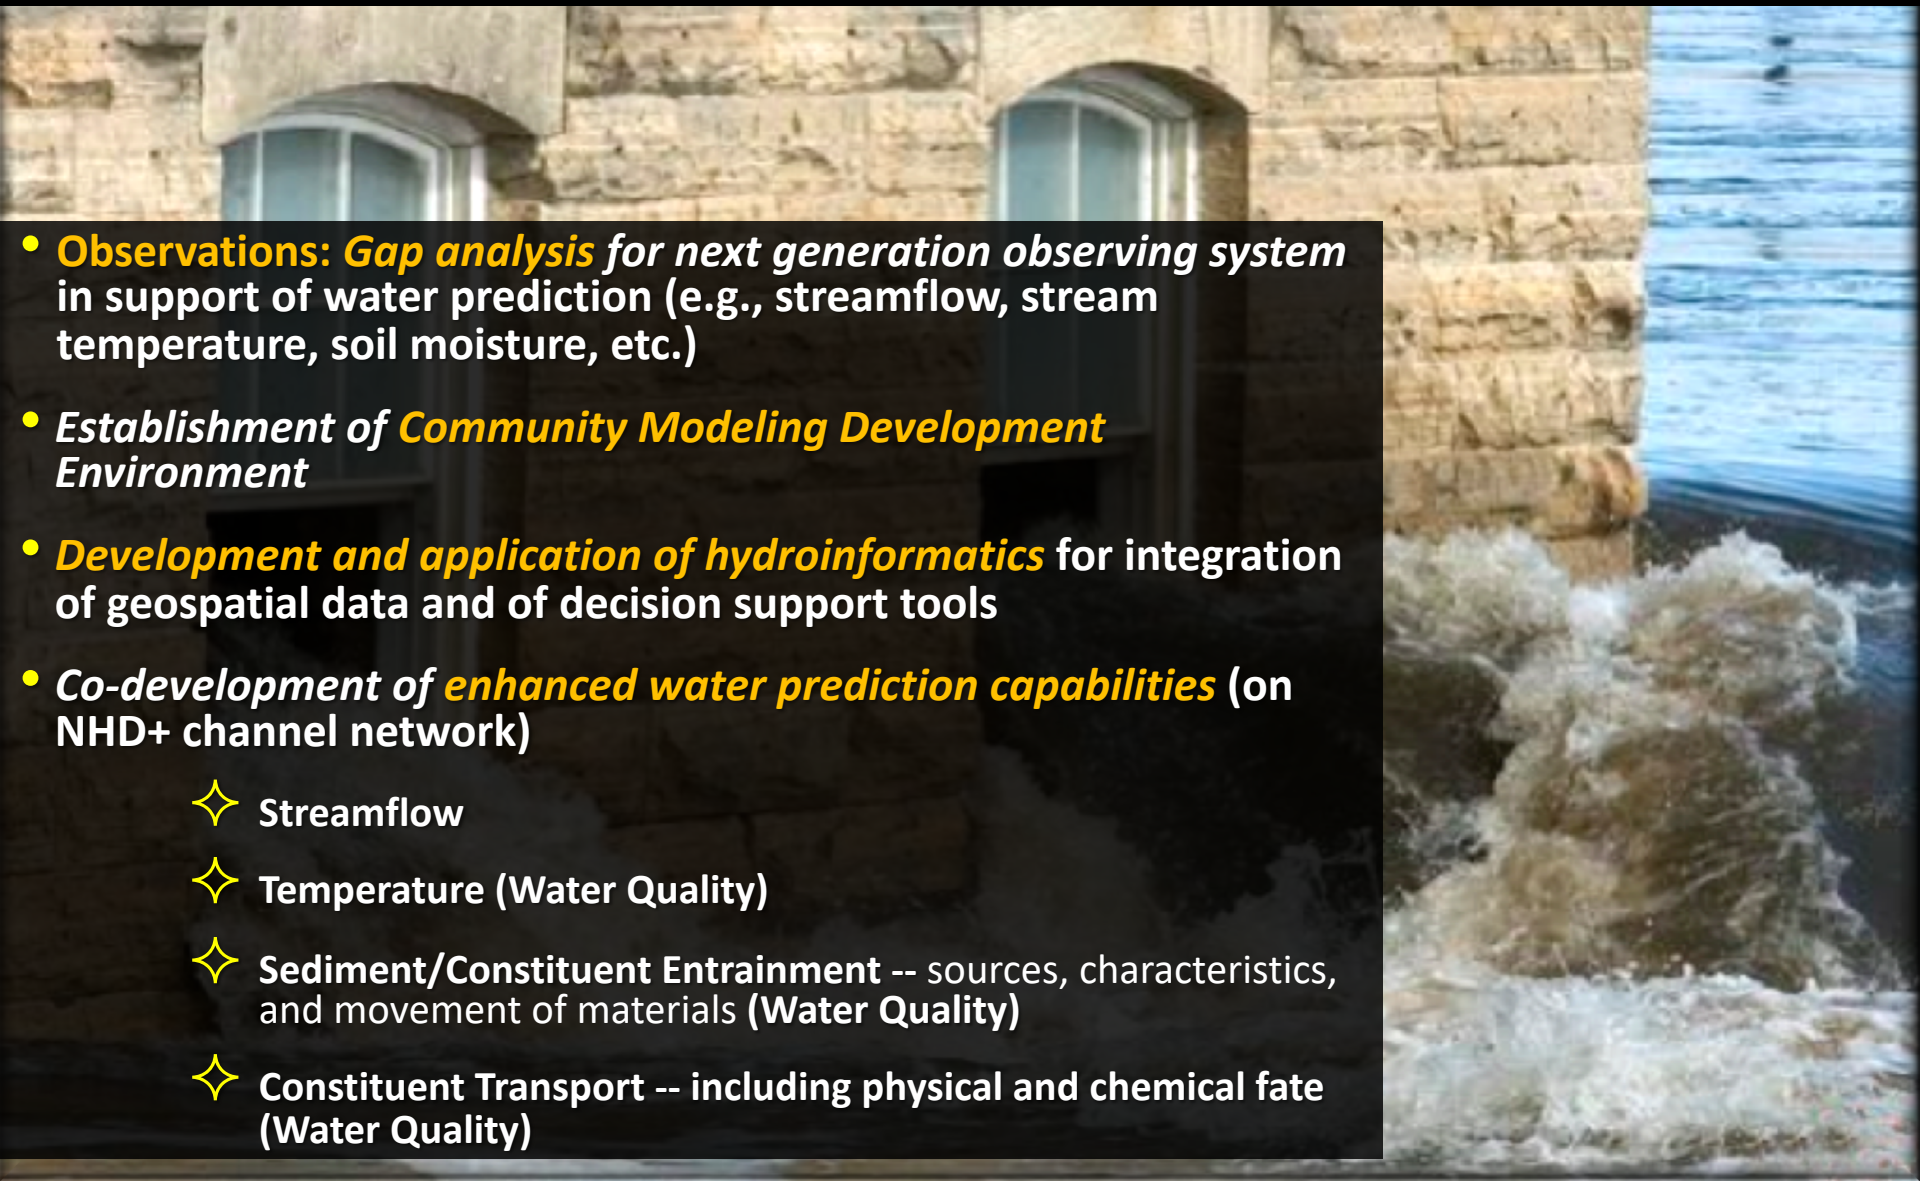 • Observations: Gap analysis for next generation observing system
in support of water prediction (e.g., streamflow, stream
temperature, soil moisture, etc.)
• Establishment of Community Modeling Development
Environment
• Development and application of hydroinformatics for integration
of geospatial data and of decision support tools
• Co-development of enhanced water prediction capabilities (on
NHD+ channel network)
✧ Streamflow
✧ Temperature (Water Quality)
✧ Sediment/Constituent Entrainment -- sources, characteristics,
and movement of materials (Water Quality)
✧ Constituent Transport -- including physical and chemical fate
(Water Quality)